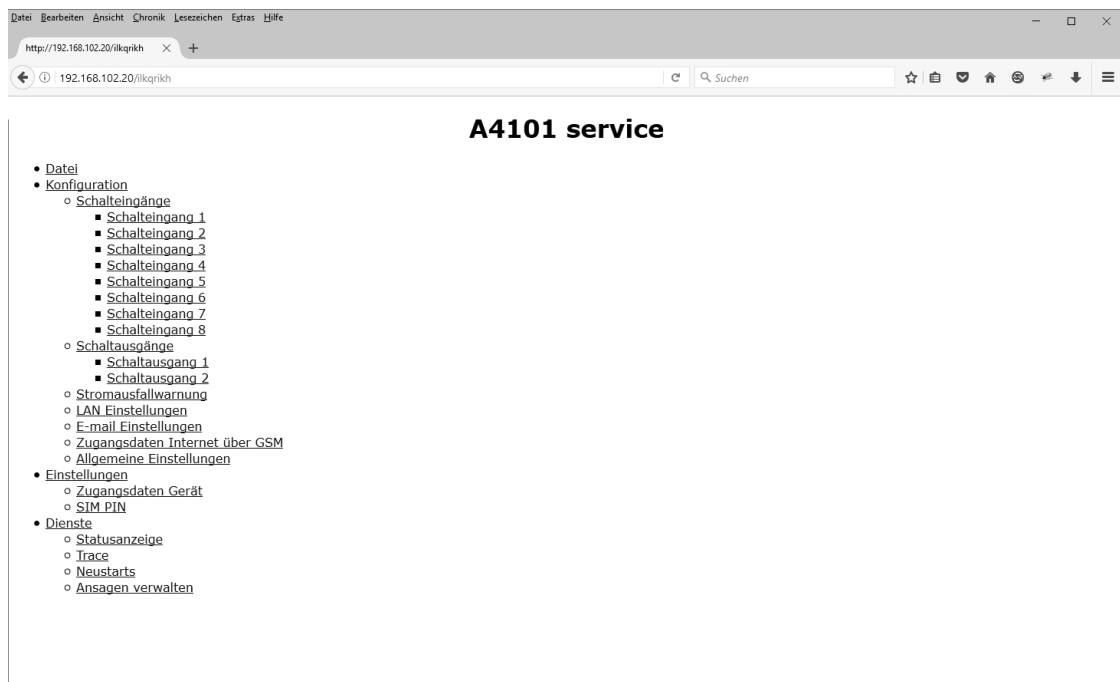 Datei Bearbeiten Ansicht Chronik Lesezeichen Extras Hilfe
http://192.168.102.20/ilkqrikh
192.168.102.20/ilkqrikh
Suchen
A4101 service
Datei
Konfiguration
Schalteingänge
Schalteingang 1
Schalteingang 2
Schalteingang 3
Schalteingang 4
Schalteingang 5
Schalteingang 6
Schalteingang 7
Schalteingang 8
Schaltausgänge
Schaltausgang 1
Schaltausgang 2
Stromausfallwarnung
LAN Einstellungen
E-mail Einstellungen
Zugangsdaten Internet über GSM
Allgemeine Einstellungen
Einstellungen
Zugangsdaten Gerät
SIM PIN
Dienste
Statusanzeige
Trace
Neustarts
Ansagen verwalten